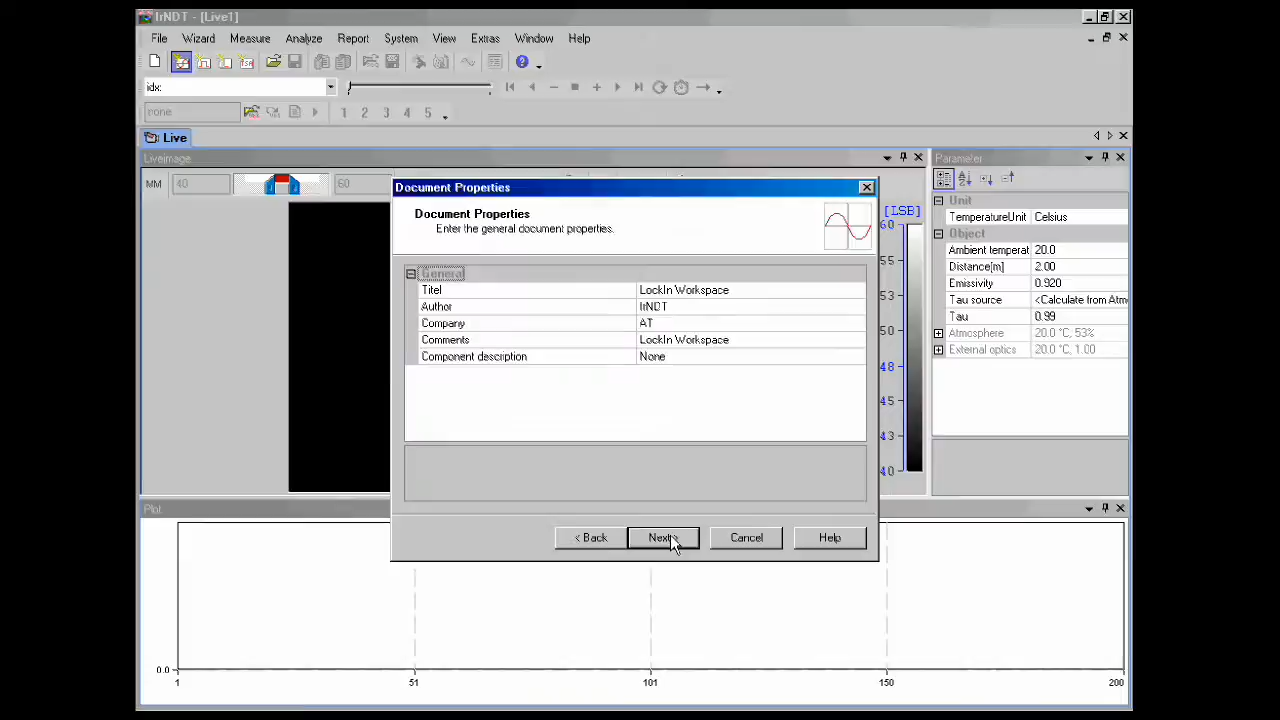 IrNDT - [Live1]
File Wizard Measure Analyze Report System View Extras Window Help
idx:
none 1 2 3 4 5
Live
Liveimage
Parameter
MM 40 60
Document Properties
Document Properties
Enter the general document properties.
General
Titel LockIn Workspace
Author IrNDT
Company AT
Comments LockIn Workspace
Component description None
< Back Next Cancel Help
[LSB]
60
55
53
50
48
45
43
40
Unit
TemperatureUnit Celsius
Object
Ambient temperat 20.0
Distance[m] 2.00
Emissivity 0.920
Tau source <Calculate from Atm
Tau 0.99
Atmosphere 20.0 °C, 53%
External optics 20.0 °C, 1.00
Plot
0.0
1 51 101 150 200